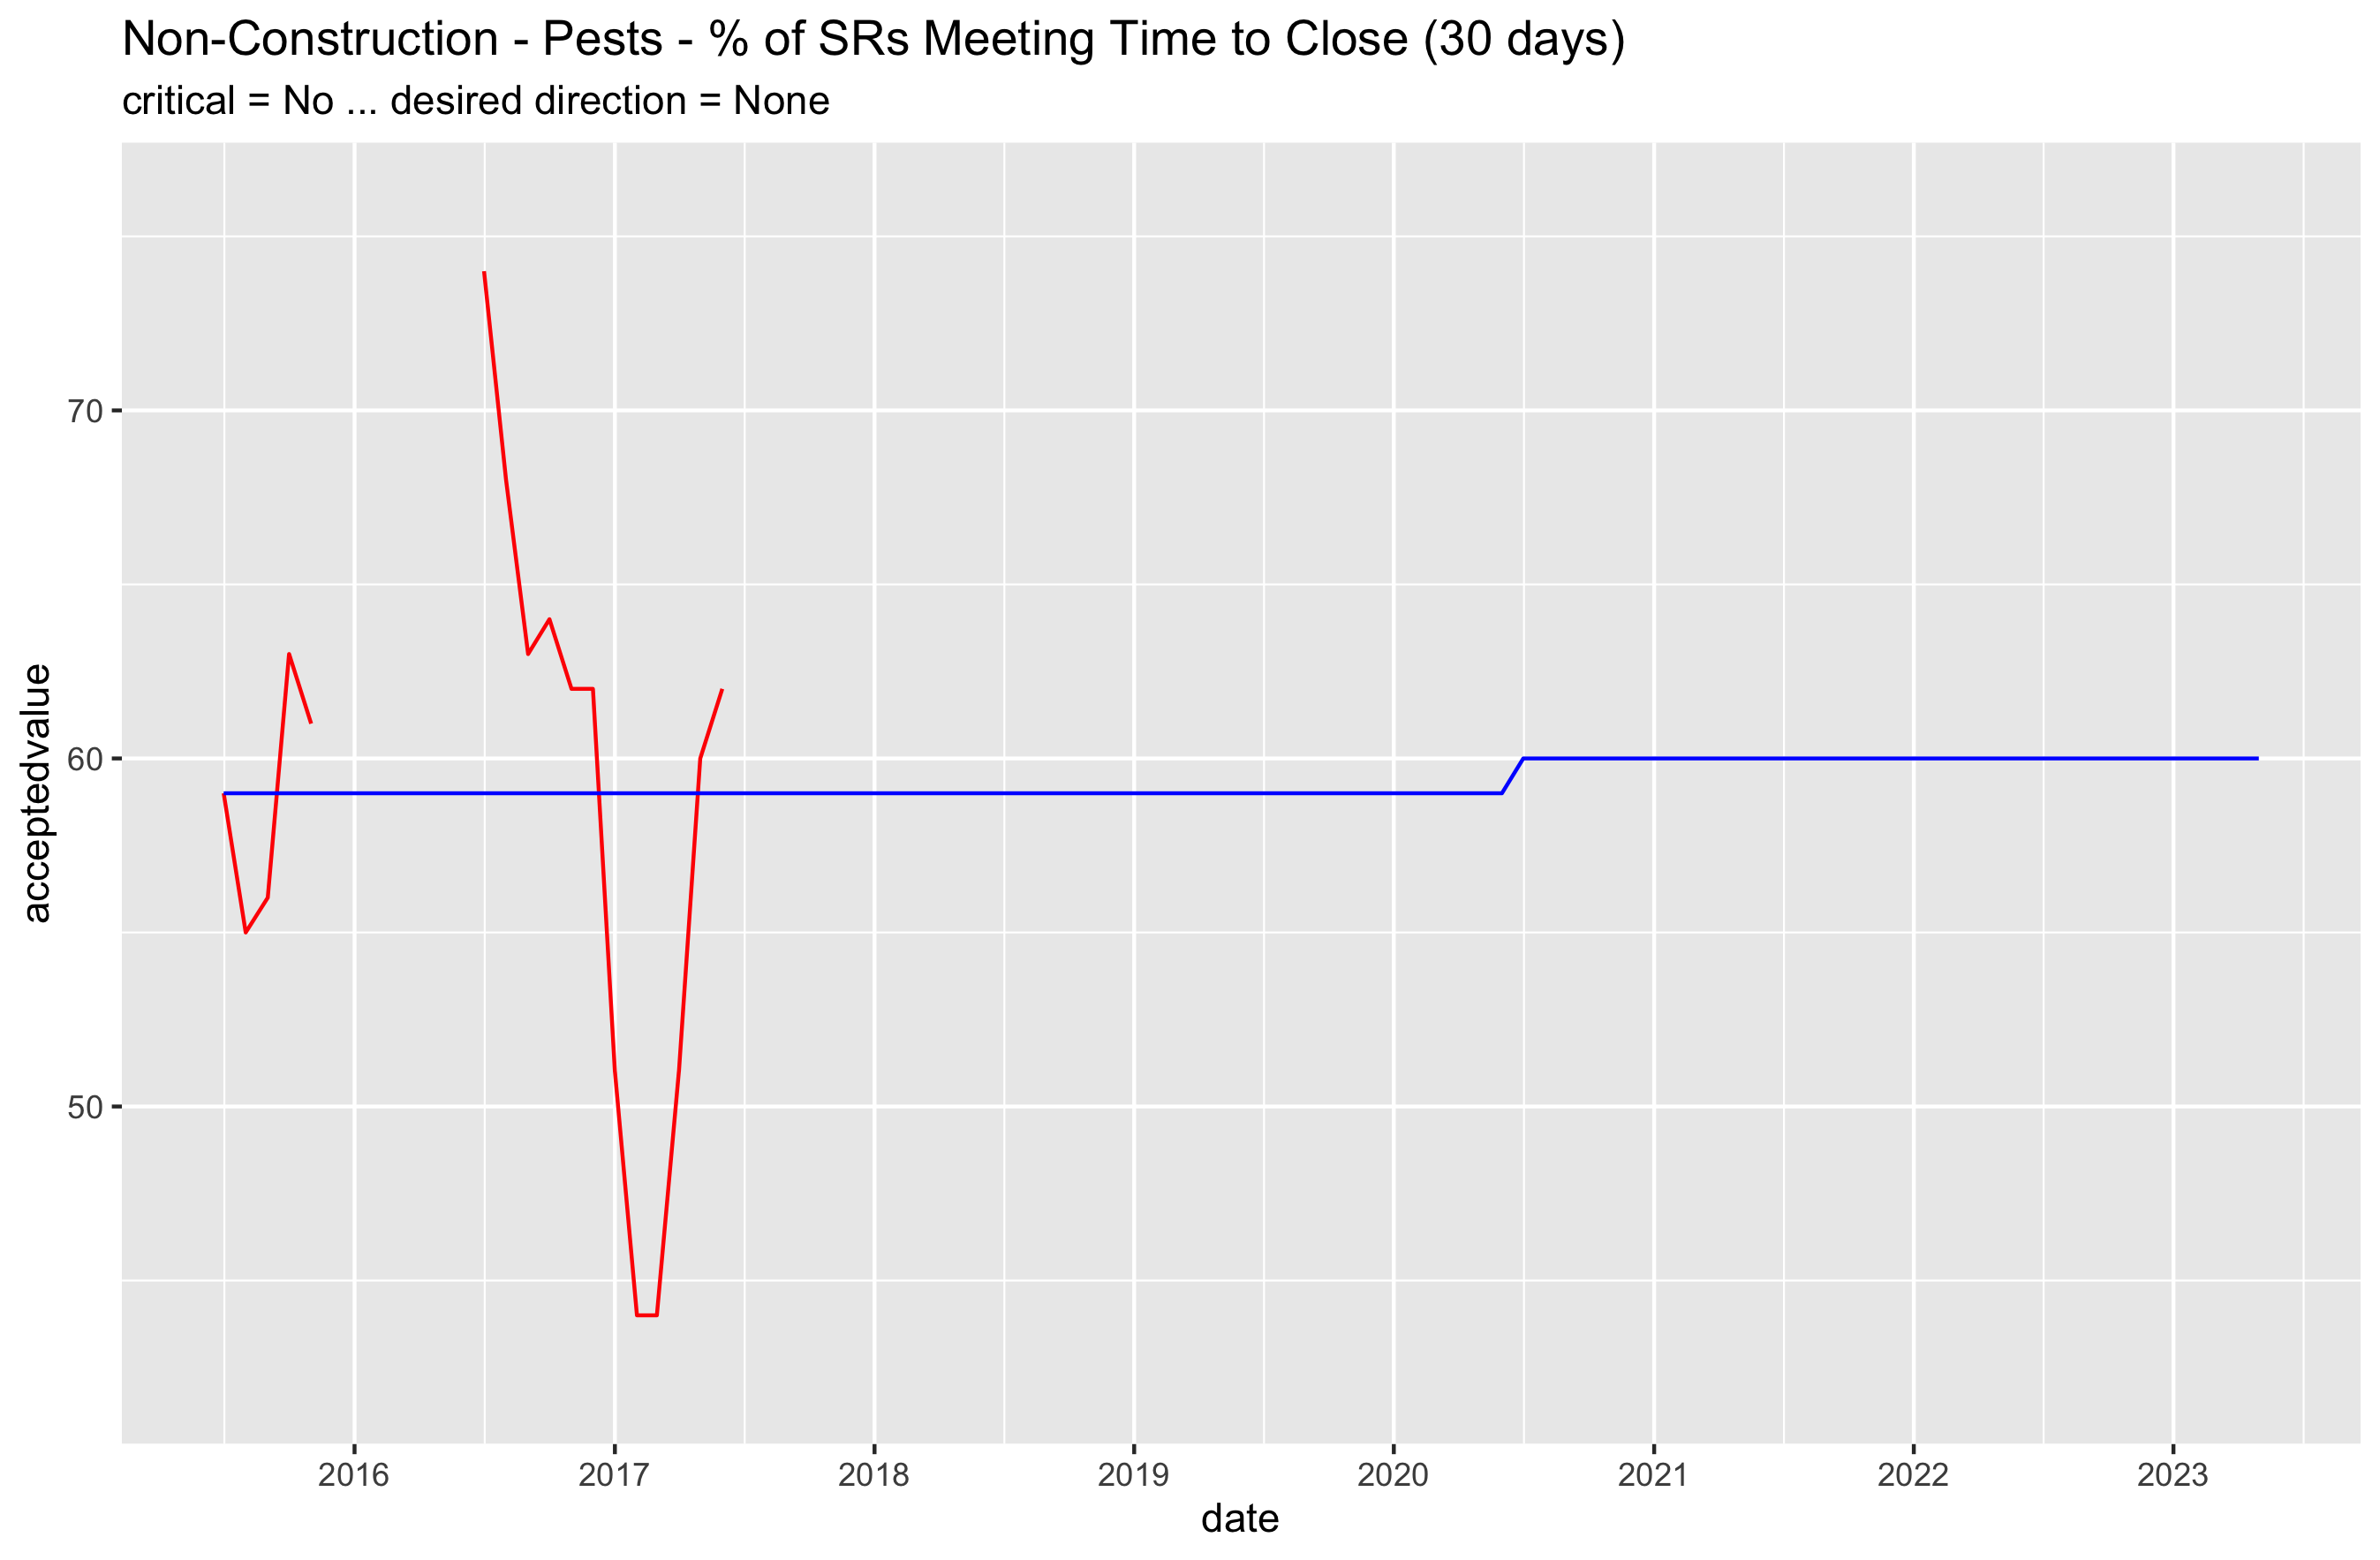 Non-Construction - Pests - % of SRs Meeting Time to Close (30 days)
critical = No ... desired direction = None
acceptedvalue
70
60
50
2016 2017 2018 2019 2020 2021 2022 2023
date